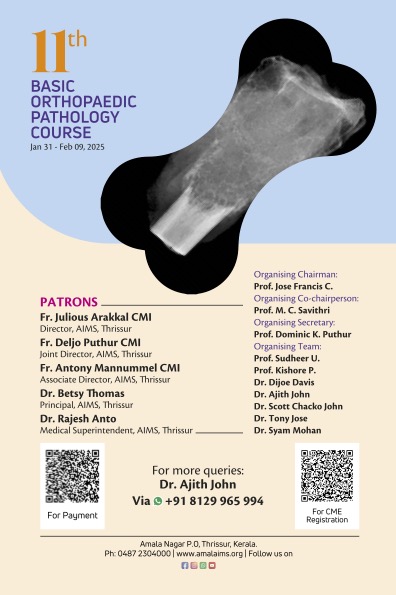 11th
BASIC
ORTHOPAEDIC
PATHOLOGY
COURSE
Jan 31 - Feb 09, 2025
PATRONS
Fr. Julious Arakkal CMI
Director, AIMS, Thrissur
Fr. Deljo Puthur CMI
Joint Director, AIMS, Thrissur
Fr. Antony Mannummel CMI
Associate Director, AIMS, Thrissur
Dr. Betsy Thomas
Principal, AIMS, Thrissur
Dr. Rajesh Anto
Medical Superintendent, AIMS, Thrissur
Organising Chairman:
Prof. Jose Francis C.
Organising Co-chairperson:
Prof. M. C. Savithri
Organising Secretary:
Prof. Dominic K. Puthur
Organising Team:
Prof. Sudheer U.
Prof. Kishore P.
Dr. Dijoe Davis
Dr. Ajith John
Dr. Scott Chacko John
Dr. Tony Jose
Dr. Syam Mohan
For Payment
For more queries:
Dr. Ajith John
Via +91 8129 965 994
For CME
Registration
Amala Nagar P.O, Thrissur, Kerala.
Ph: 0487 2304000 | www.amalaims.org | Follow us on